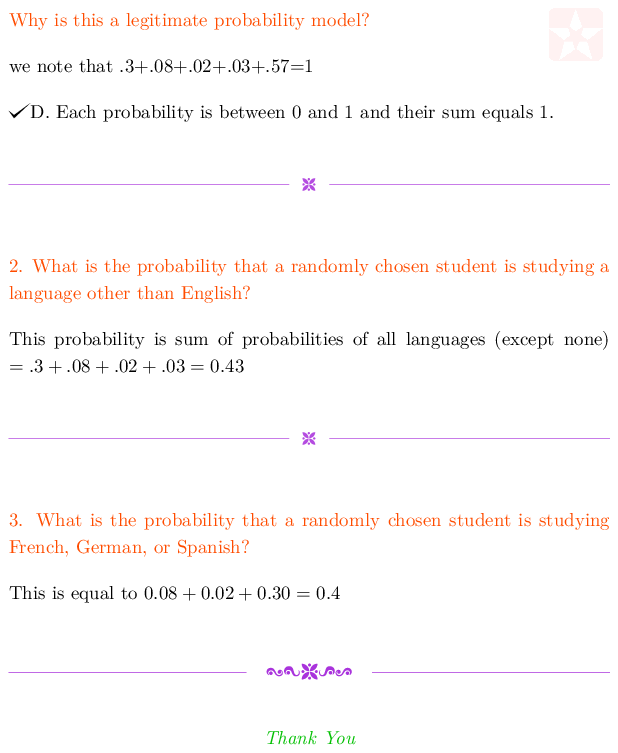 Why is this a legitimate probability model?
we note that .3+.08+.02+.03+.57=1
✓D. Each probability is between 0 and 1 and their sum equals 1.
2. What is the probability that a randomly chosen student is studying a
language other than English?
This probability is sum of probabilities of all languages (except none)
= .3 + .08 + .02 + .03 = 0.43
3. What is the probability that a randomly chosen student is studying
French, German, or Spanish?
This is equal to 0.08 + 0.02 + 0.30 = 0.4
Thank You